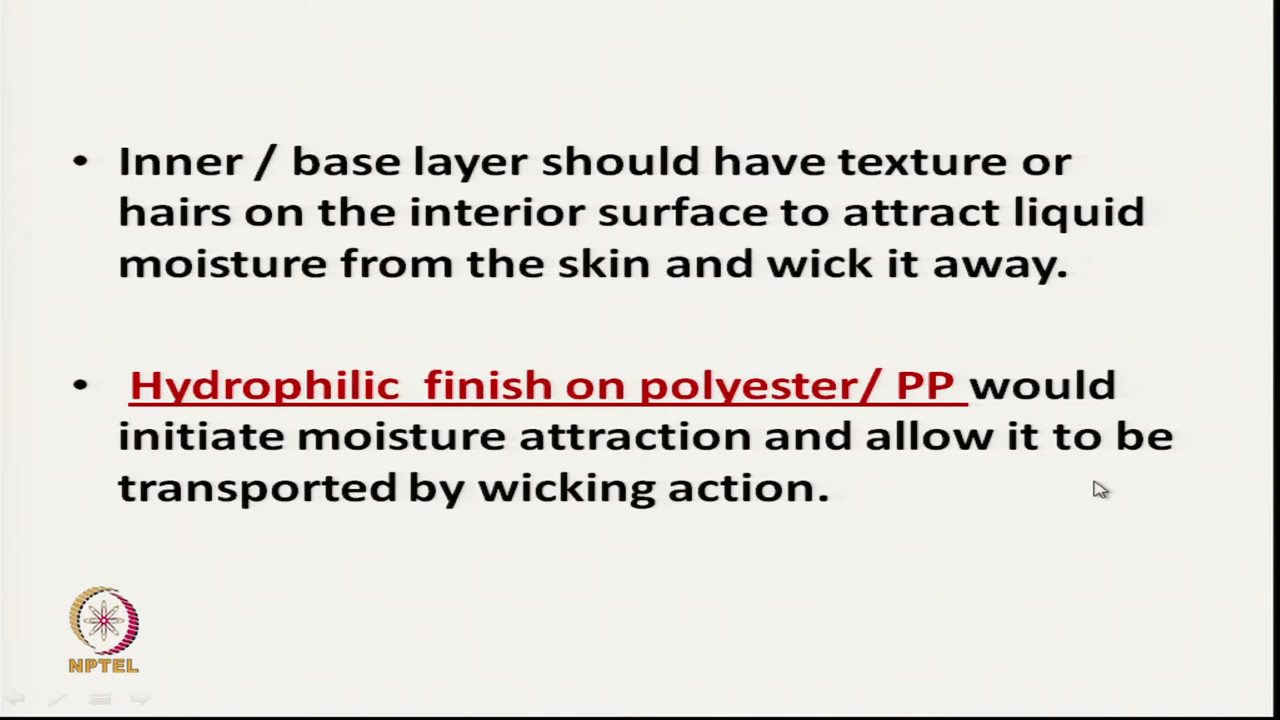 • Inner / base layer should have texture or
hairs on the interior surface to attract liquid
moisture from the skin and wick it away.
• Hydrophilic finish on polyester/ PP would
initiate moisture attraction and allow it to be
transported by wicking action.
NPTEL